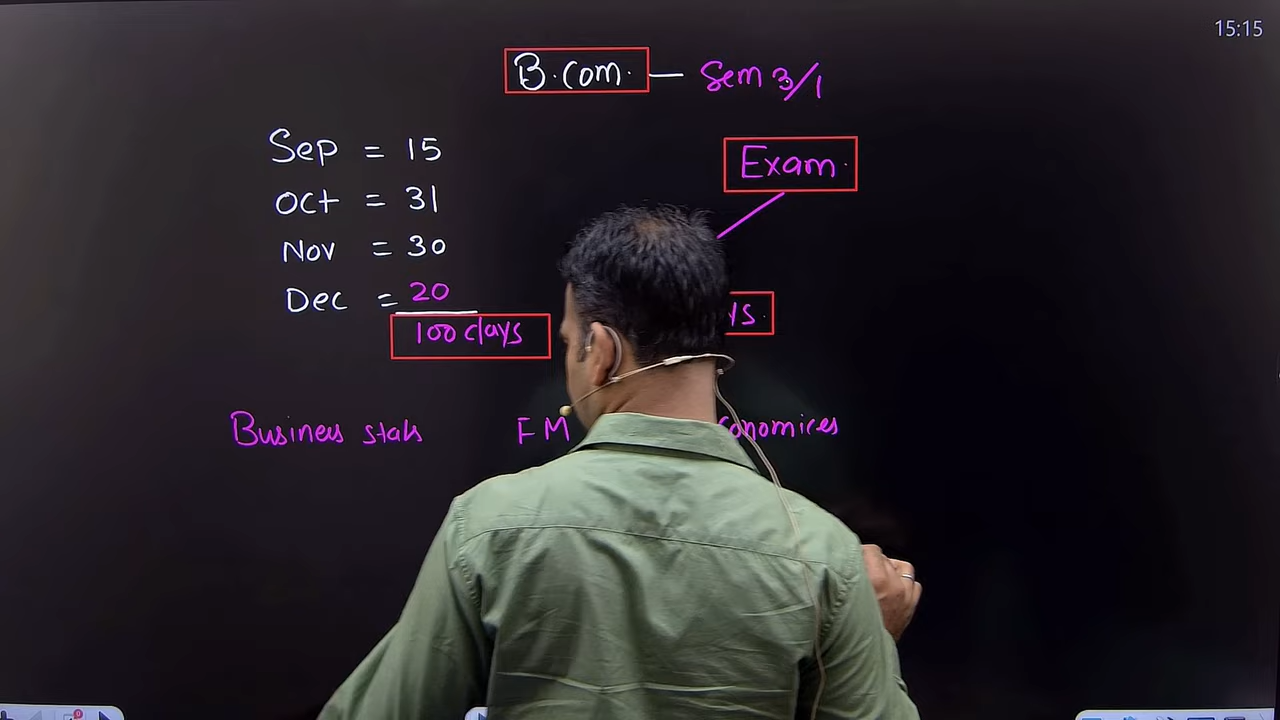 15:15
B.com. — Sem 3/1
Sep = 15
Exam.
Oct = 31
Nov = 30
Dec = 20
100 days
Business stats FM